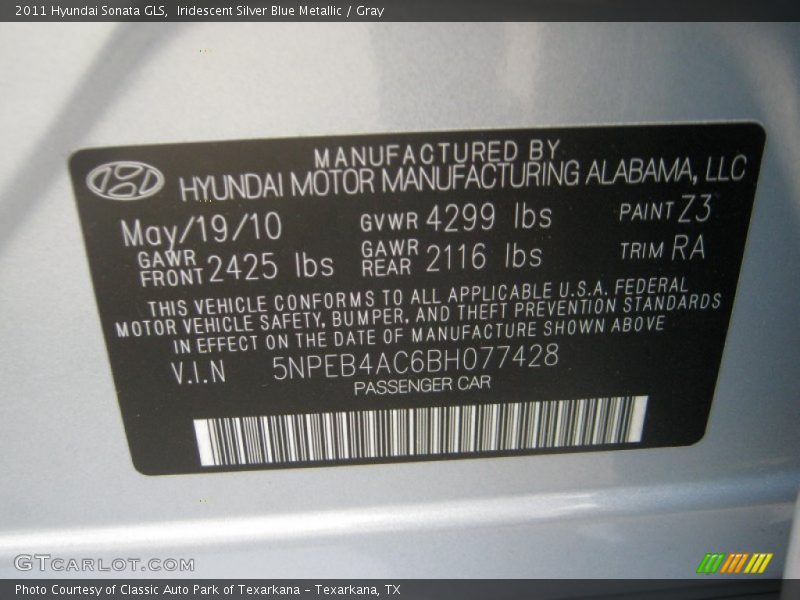 2011 Hyundai Sonata GLS,  Iridescent Silver Blue Metallic / Gray
MANUFACTURED BY
HYUNDAI MOTOR MANUFACTURING ALABAMA, LLC
May/19/10 GVWR 4299 lbs PAINT Z3
GAWR FRONT 2425 lbs GAWR REAR 2116 lbs TRIM RA
THIS VEHICLE CONFORMS TO ALL APPLICABLE U.S.A. FEDERAL
MOTOR VEHICLE SAFETY, BUMPER, AND THEFT PREVENTION STANDARDS
IN EFFECT ON THE DATE OF MANUFACTURE SHOWN ABOVE
V.I.N 5NPEB4AC6BH077428
PASSENGER CAR
GTCARLOT.COM
Photo Courtesy of Classic Auto Park of Texarkana – Texarkana, TX